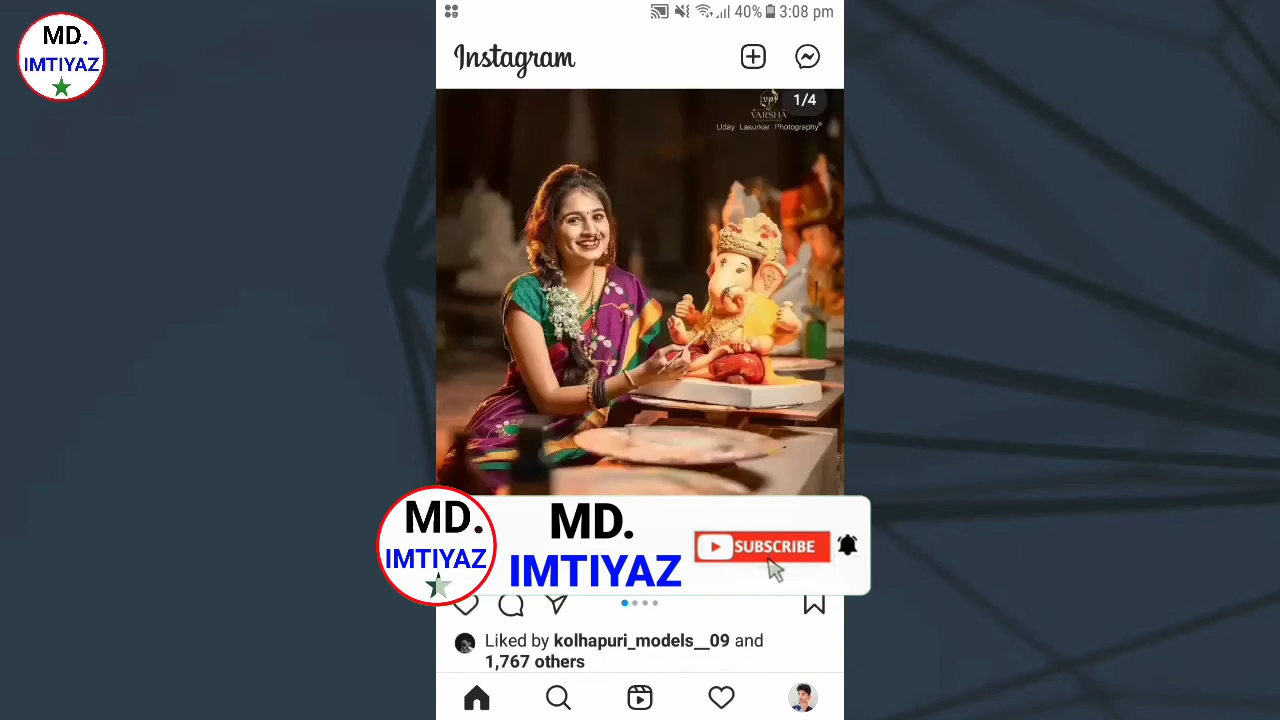 MD.
IMTIYAZ
40% 3:08 pm
Instagram
1/4
VP
VARSHA
Uday Lasurkar Photography
MD.
IMTIYAZ
MD.
IMTIYAZ
SUBSCRIBE
Liked by kolhapuri_models__09 and
1,767 others